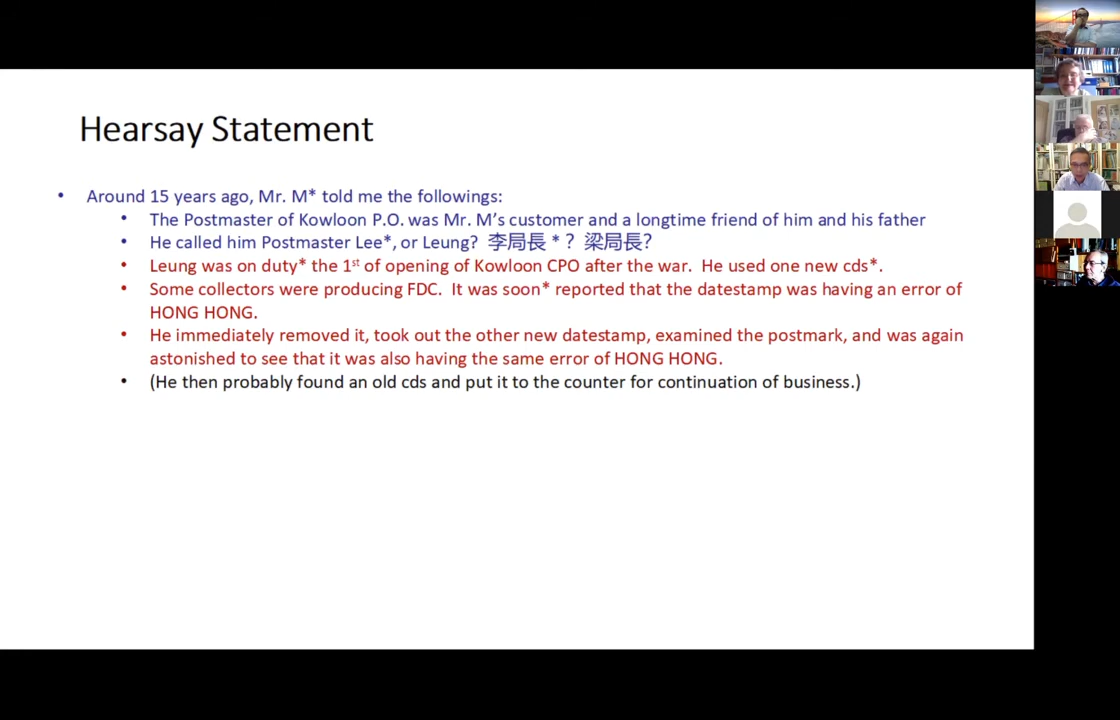 Hearsay Statement
• Around 15 years ago, Mr. M* told me the followings:
• The Postmaster of Kowloon P.O. was Mr. M's customer and a longtime friend of him and his father
• He called him Postmaster Lee*, or Leung? 李局長 * ? 梁局長?
• Leung was on duty* the 1st of opening of Kowloon CPO after the war. He used one new cds*.
• Some collectors were producing FDC. It was soon* reported that the datestamp was having an error of
HONG HONG.
• He immediately removed it, took out the other new datestamp, examined the postmark, and was again
astonished to see that it was also having the same error of HONG HONG.
• (He then probably found an old cds and put it to the counter for continuation of business.)